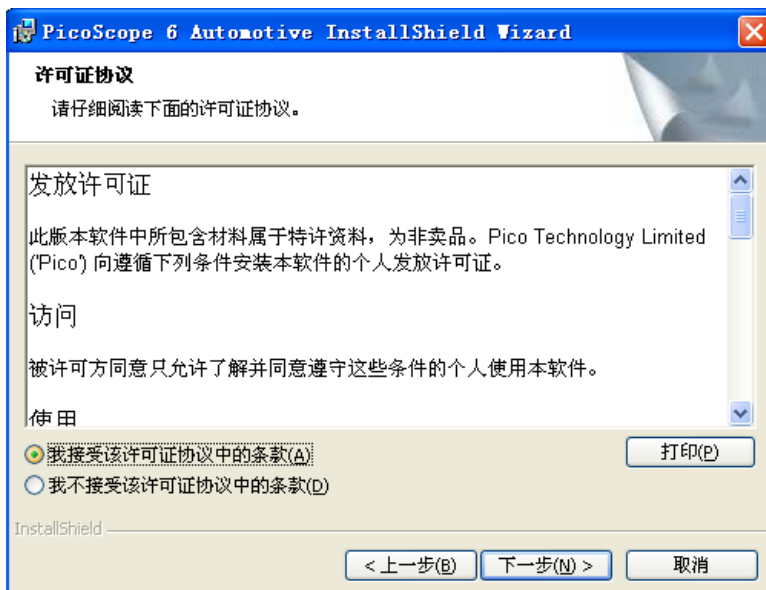 PicoScope 6 Automotive InstallShield Wizard
许可证协议
请仔细阅读下面的许可证协议。
发放许可证
此版本软件中所包含材料属于特许资料，为非卖品。Pico Technology Limited
('Pico') 向遵循下列条件安装本软件的个人发放许可证。
访问
被许可方同意只允许了解并同意遵守这些条件的个人使用本软件。
使用
我接受该许可证协议中的条款(A)
打印(P)
我不接受该许可证协议中的条款(D)
InstallShield
< 上一步(B)
下一步(N) >
取消